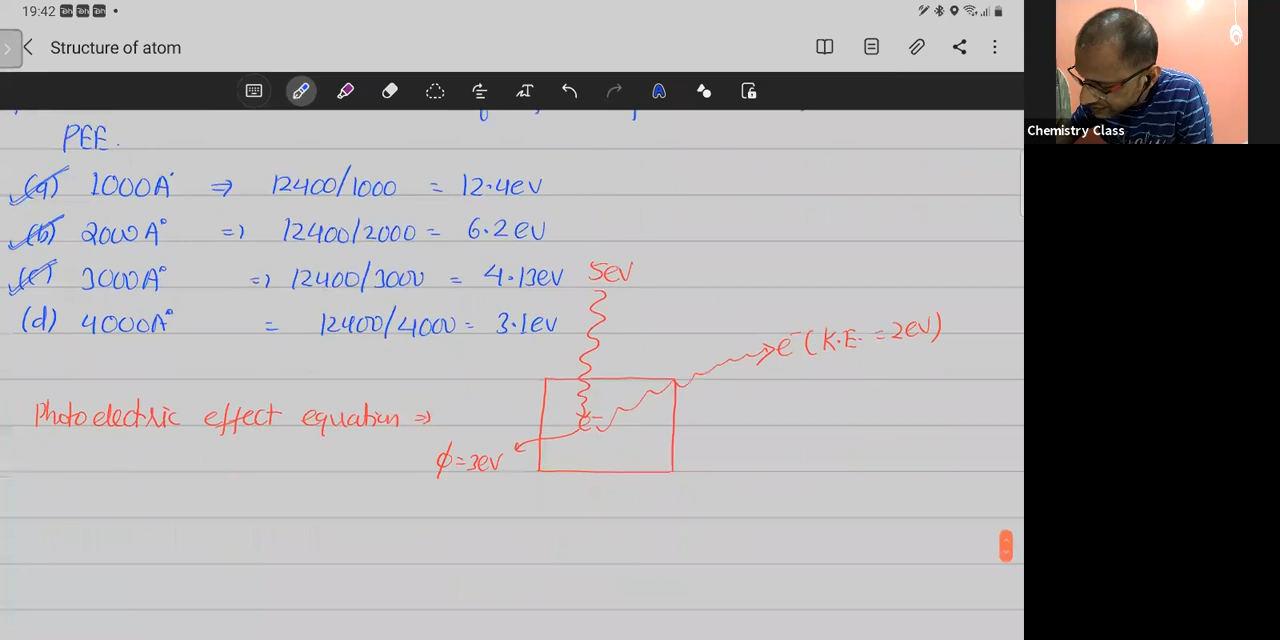 19:42
Structure of atom
PEE.
(a) 1000A° ⇒ 12400/1000 = 12.4eV
(b) 2000A° ⇒ 12400/2000 = 6.2eV
(c) 3000A° ⇒ 12400/3000 = 4.13eV
5eV
(d) 4000A° = 12400/4000 = 3.1eV
e⁻ (K.E. = 2eV)
Photoelectric effect equation ⇒
e⁻
ϕ=3eV
Chemistry Class